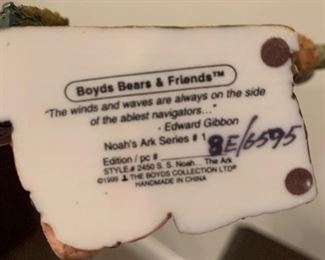 Boyds Bears & Friends™
"The winds and waves are always on the side
of the ablest navigators..."
- Edward Gibbon
Noah's Ark Series # 1
Edition / pc # 8E/6595
STYLE# 2450 S. S. Noah... The Ark
©1999 THE BOYDS COLLECTION LTD®
HANDMADE IN CHINA